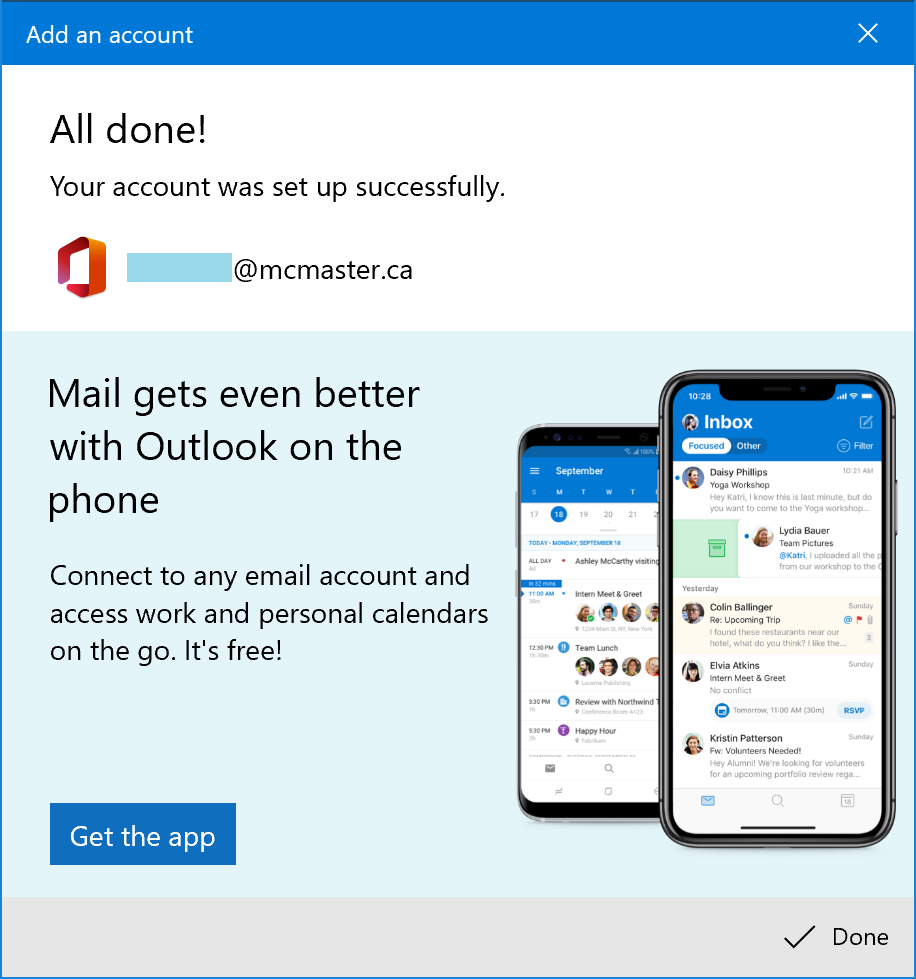 Add an account
All done!
Your account was set up successfully.
@mcmaster.ca
Mail gets even better
with Outlook on the
phone
Connect to any email account and
access work and personal calendars
on the go. It's free!
Get the app
September
S M T W T
17 18 19 20 21
TODAY • MONDAY, SEPTEMBER 18
ALL DAY
4d
Ashley McCarthy visiting
in 32 mins
11:00 AM
30m
Intern Meet & Greet
1234 Main St, NY, New York
12:30 PM
1h 30m
Team Lunch
Lucerne Publishing
3:30 PM
1h
Review with Northwind T
Conference Room A123
5:30 PM
2h
Happy Hour
Fabrikam
10:28
Inbox
Focused Other
Filter
Daisy Phillips
10:21 AM
Yoga Workshop
Hey Katri, I know this is last minute, but do
you want to come to the Yoga workshop...
Lydia Bauer
Team Pictures
@Katri, I uploaded all the p
from our workshop to the
Yesterday
Colin Ballinger
Sunday
Re: Upcoming Trip
@
I found these restaurants near our
hotel, what do you think? I like the...
3
Elvia Atkins
Sunday
Intern Meet & Greet
No conflict
Tomorrow, 11:00 AM (30m)
RSVP
Kristin Patterson
Sunday
Fw: Volunteers Needed!
Hey Alumni! We're looking for volunteers
for an upcoming portfolio review rega...
18
Done